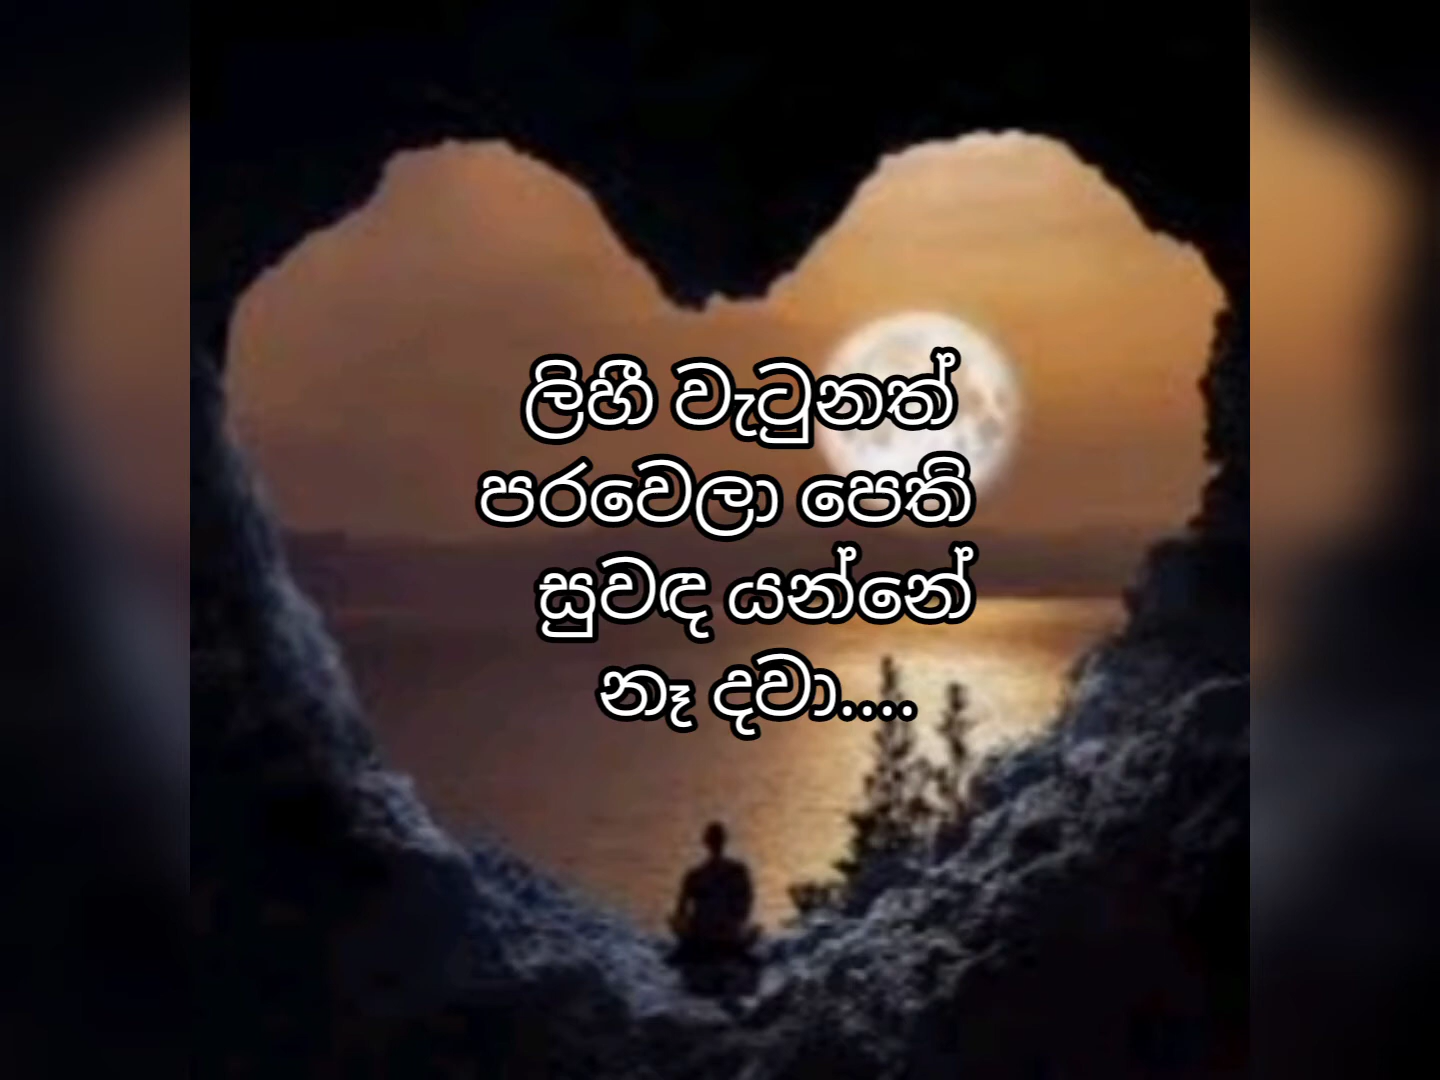 ලිහී වැටුනත්
පරවෙලා පෙති
සුවඳ යන්නේ
නෑ දවා....